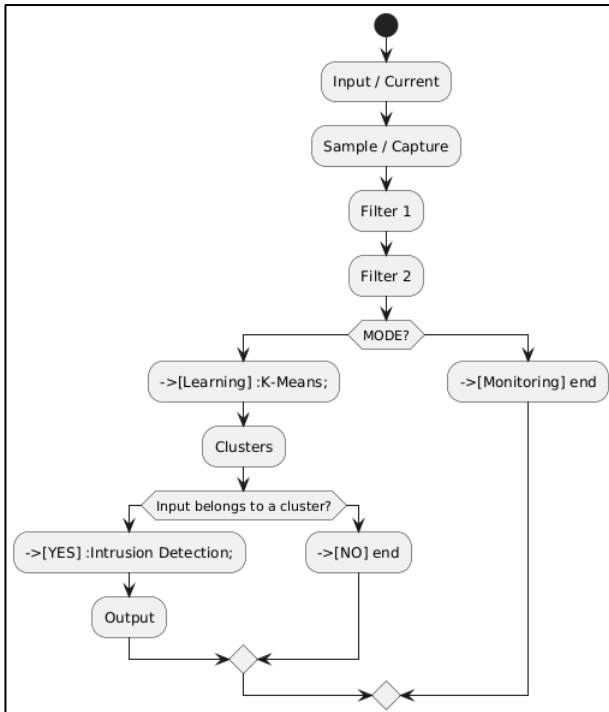 Input / Current
Sample / Capture
Filter 1
Filter 2
MODE?
->[Learning] :K-Means;
->[Monitoring] end
Clusters
Input belongs to a cluster?
->[YES] :Intrusion Detection;
->[NO] end
Output